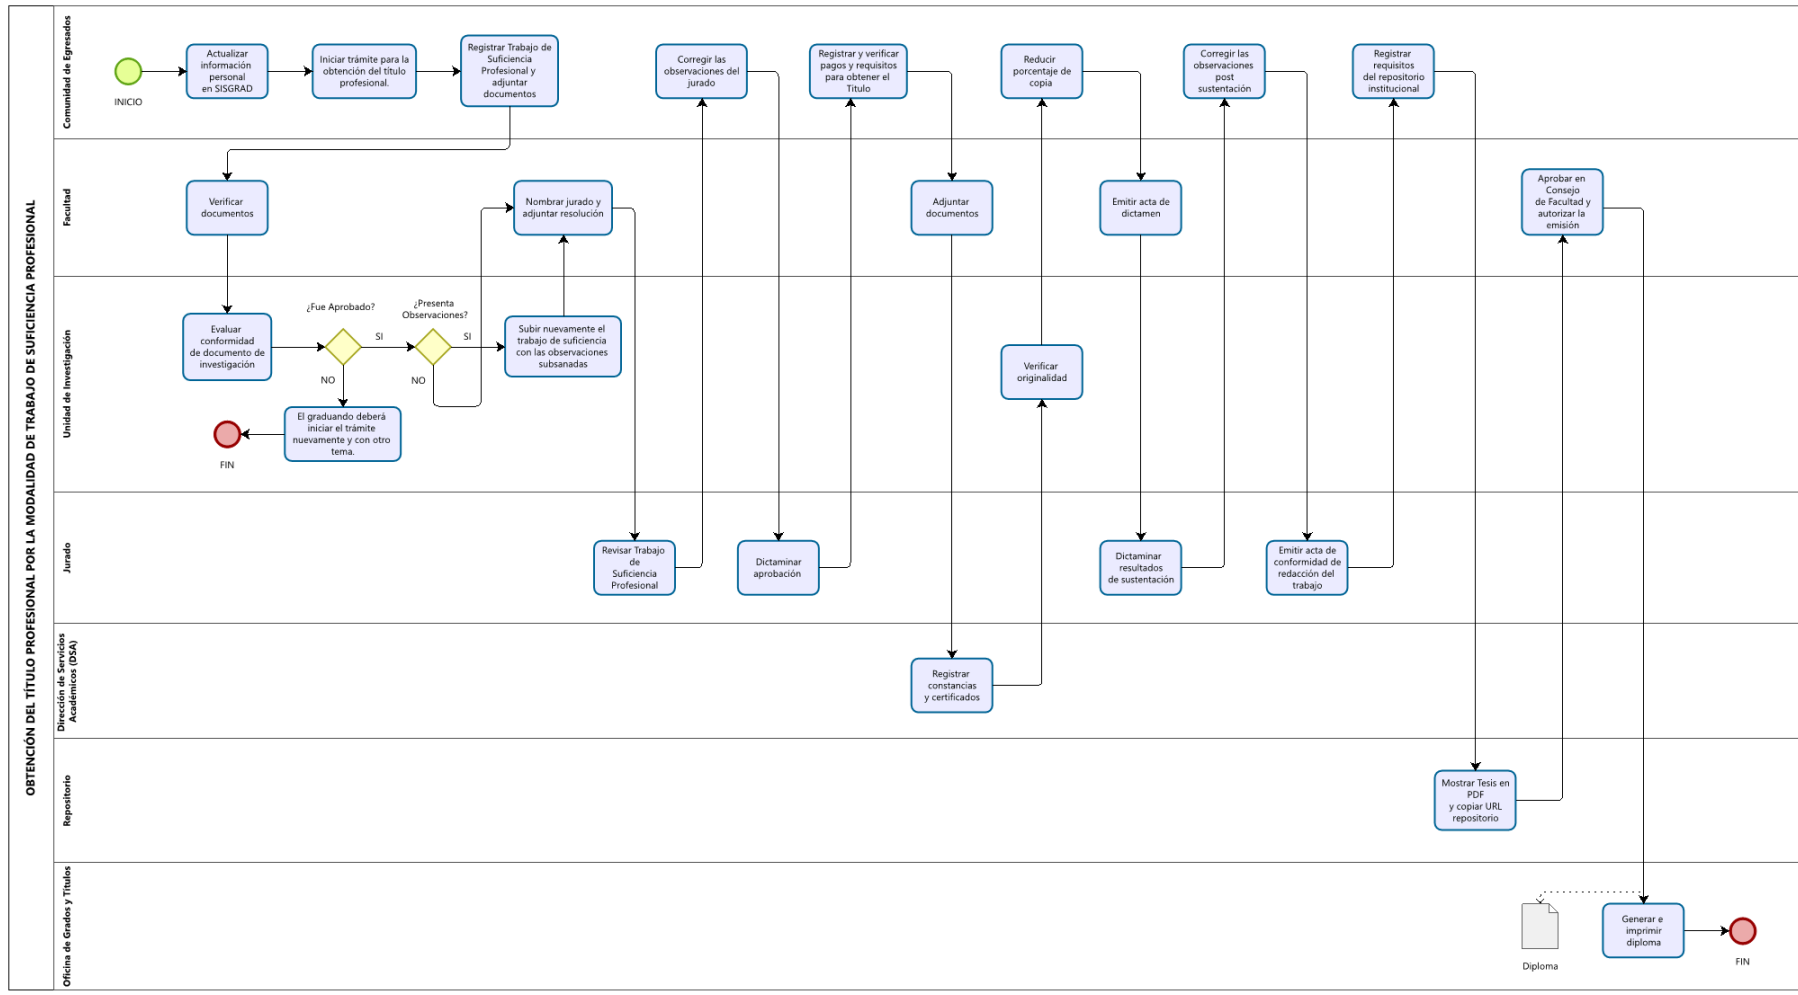 OBTENCIÓN DEL TÍTULO PROFESIONAL POR LA MODALIDAD DE TRABAJO DE SUFICIENCIA PROFESIONAL
Comunidad de Egresados
INICIO
Actualizar
información
personal
en SISGRAD
Iniciar trámite para la
obtención del título
profesional.
Registrar Trabajo de
Suficiencia
Profesional y
adjuntar
documentos
Corregir las
observaciones del
jurado
Registrar y verificar
pagos y requisitos
para obtener el
Titulo
Reducir
porcentaje de
copia
Corregir las
observaciones
post
sustentación
Registrar
requisitos
del repositorio
institucional
Facultad
Verificar
documentos
Nombrar jurado y
adjuntar resolución
Adjuntar
documentos
Emitir acta de
dictamen
Aprobar en
Consejo
de Facultad y
autorizar la
emisión
Unidad de Investigación
Evaluar
conformidad
de documento de
investigación
¿Fue Aprobado?
SI
NO
¿Presenta
Observaciones?
SI
NO
Subir nuevamente el
trabajo de suficiencia
con las observaciones
subsanadas
El graduando deberá
iniciar el trámite
nuevamente y con otro
tema.
FIN
Verificar
originalidad
Jurado
Revisar Trabajo
de
Suficiencia
Profesional
Dictaminar
aprobación
Dictaminar
resultados
de sustentación
Emitir acta de
conformidad de
redacción del
trabajo
Dirección de Servicios
Académicos (DSA)
Registrar
constancias
y certificados
Repositorio
Mostrar Tesis en
PDF
y copiar URL
repositorio
Oficina de Grados y Títulos
Diploma
Generar e
imprimir
diploma
FIN